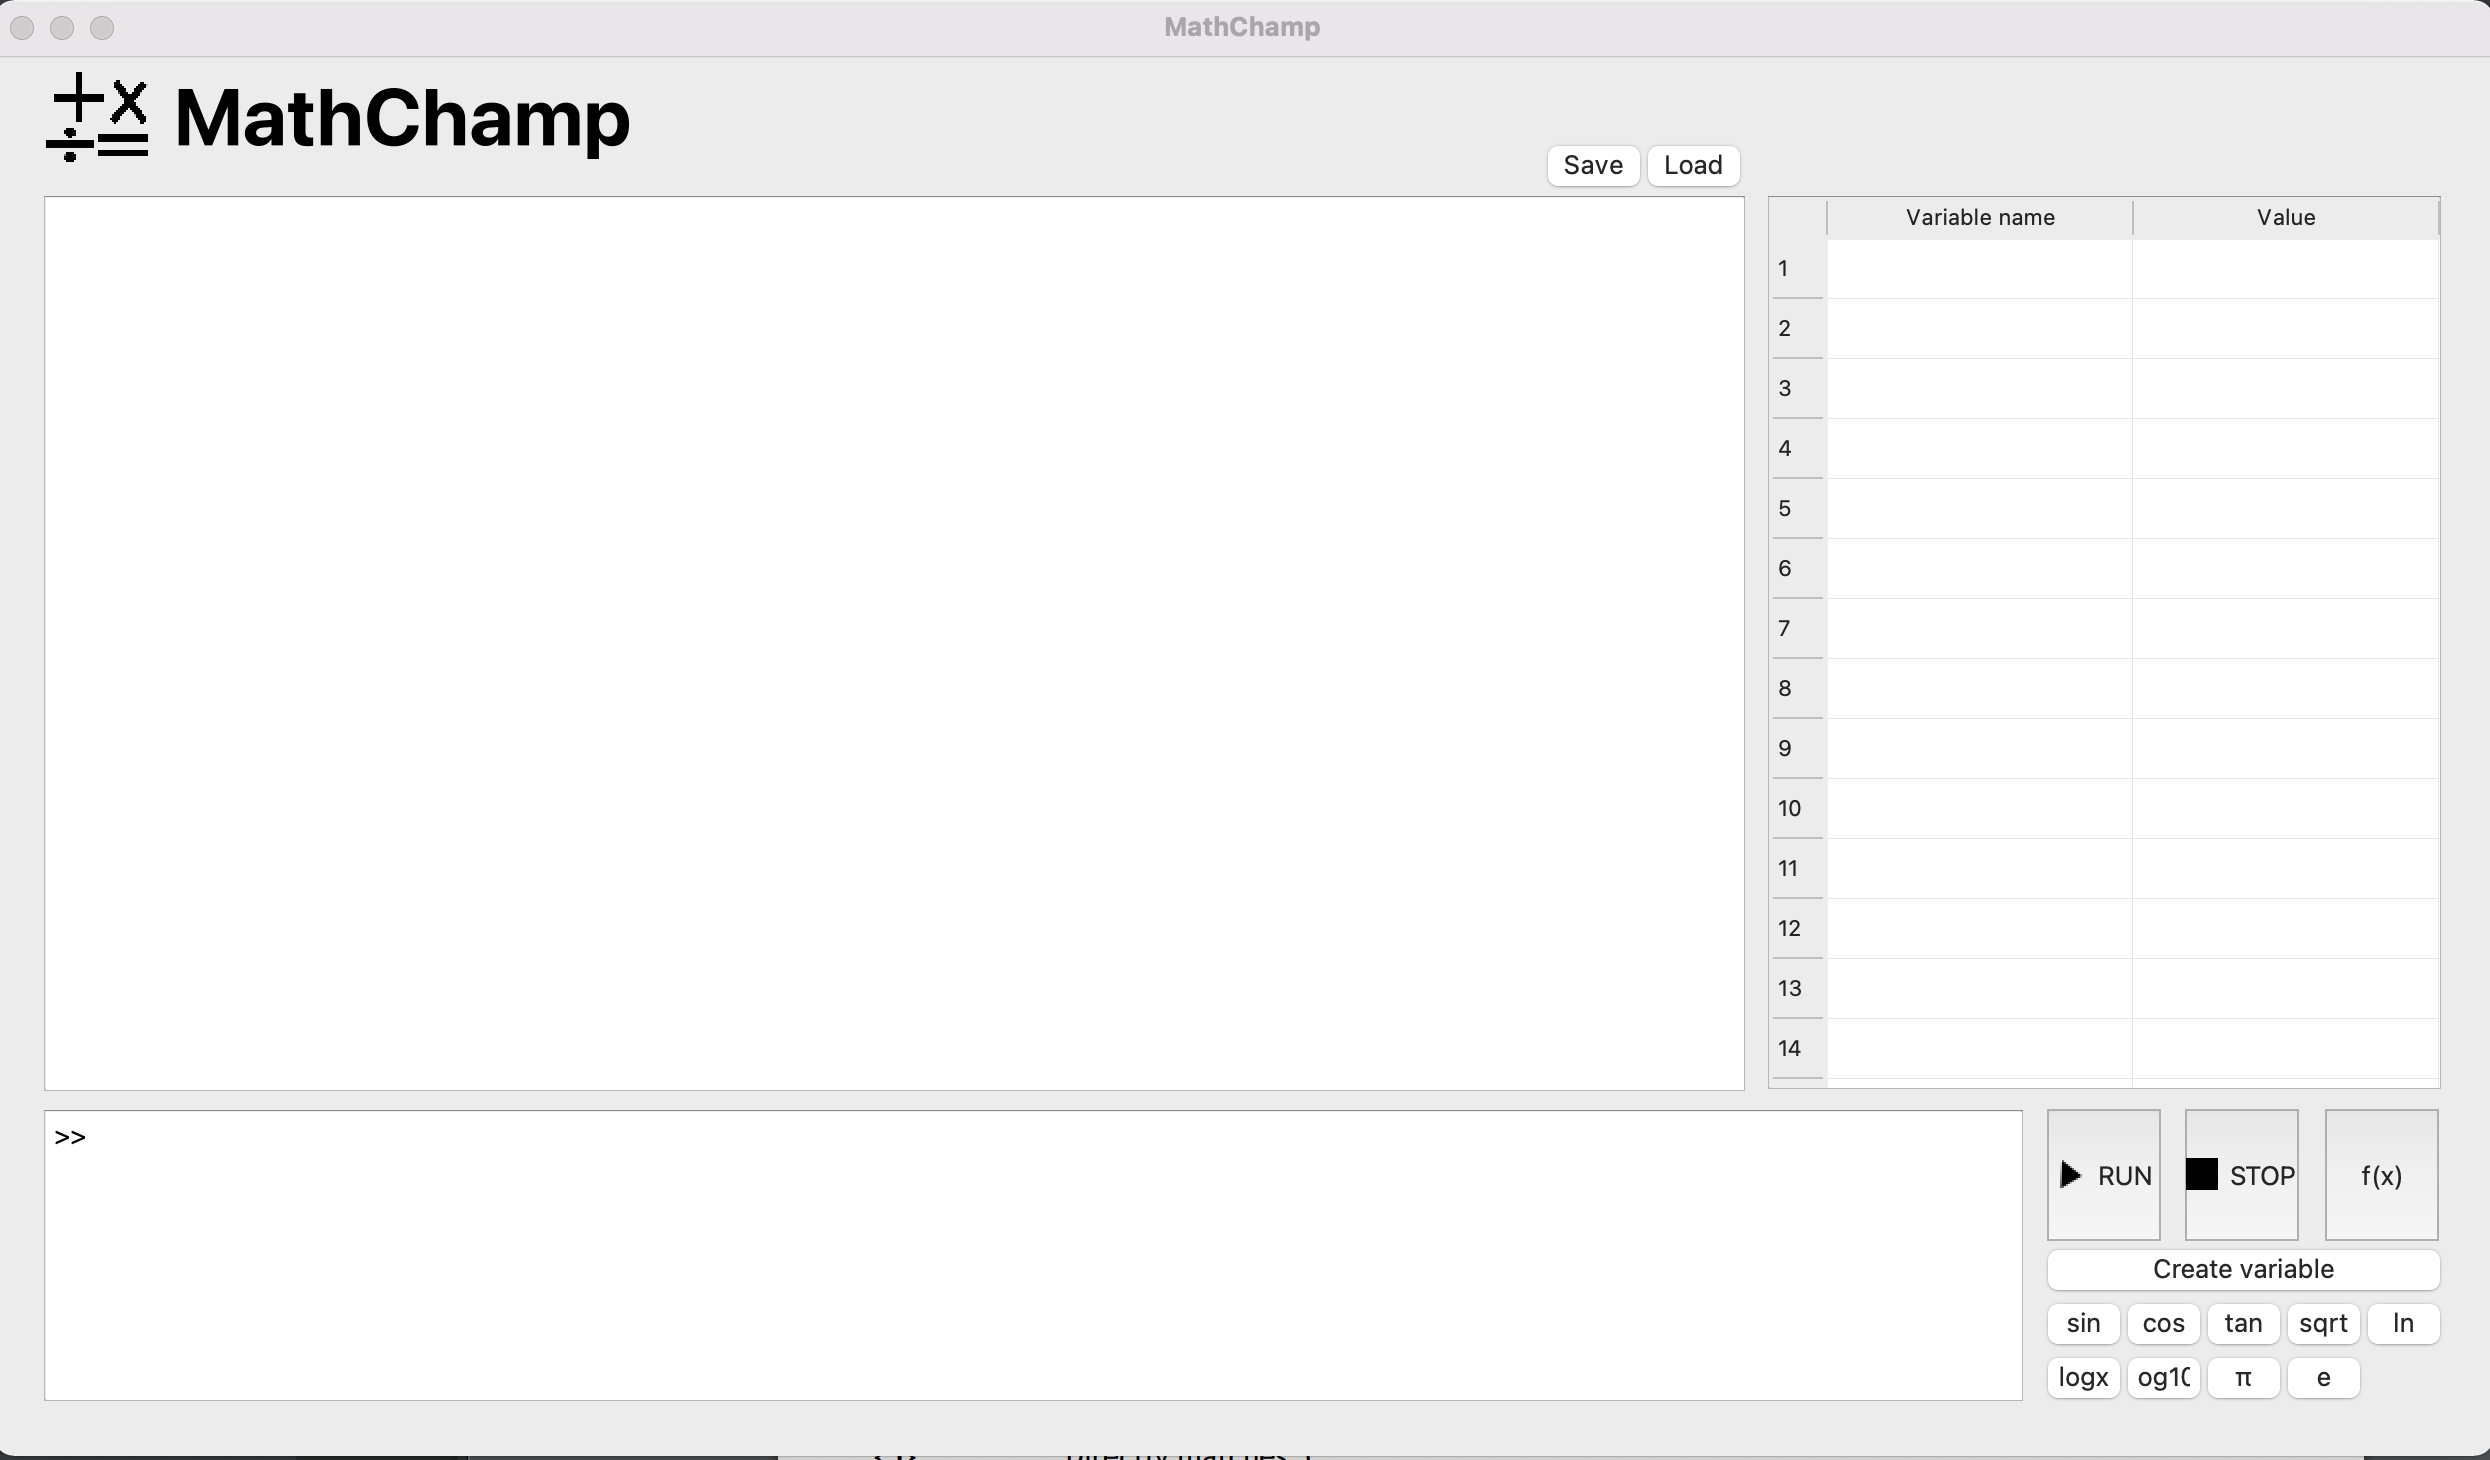 MathChamp
MathChamp
Save Load
Variable name Value
1
2
3
4
5
6
7
8
9
10
11
12
13
14
>>
RUN STOP f(x)
Create variable
sin cos tan sqrt ln
logx og10 π e